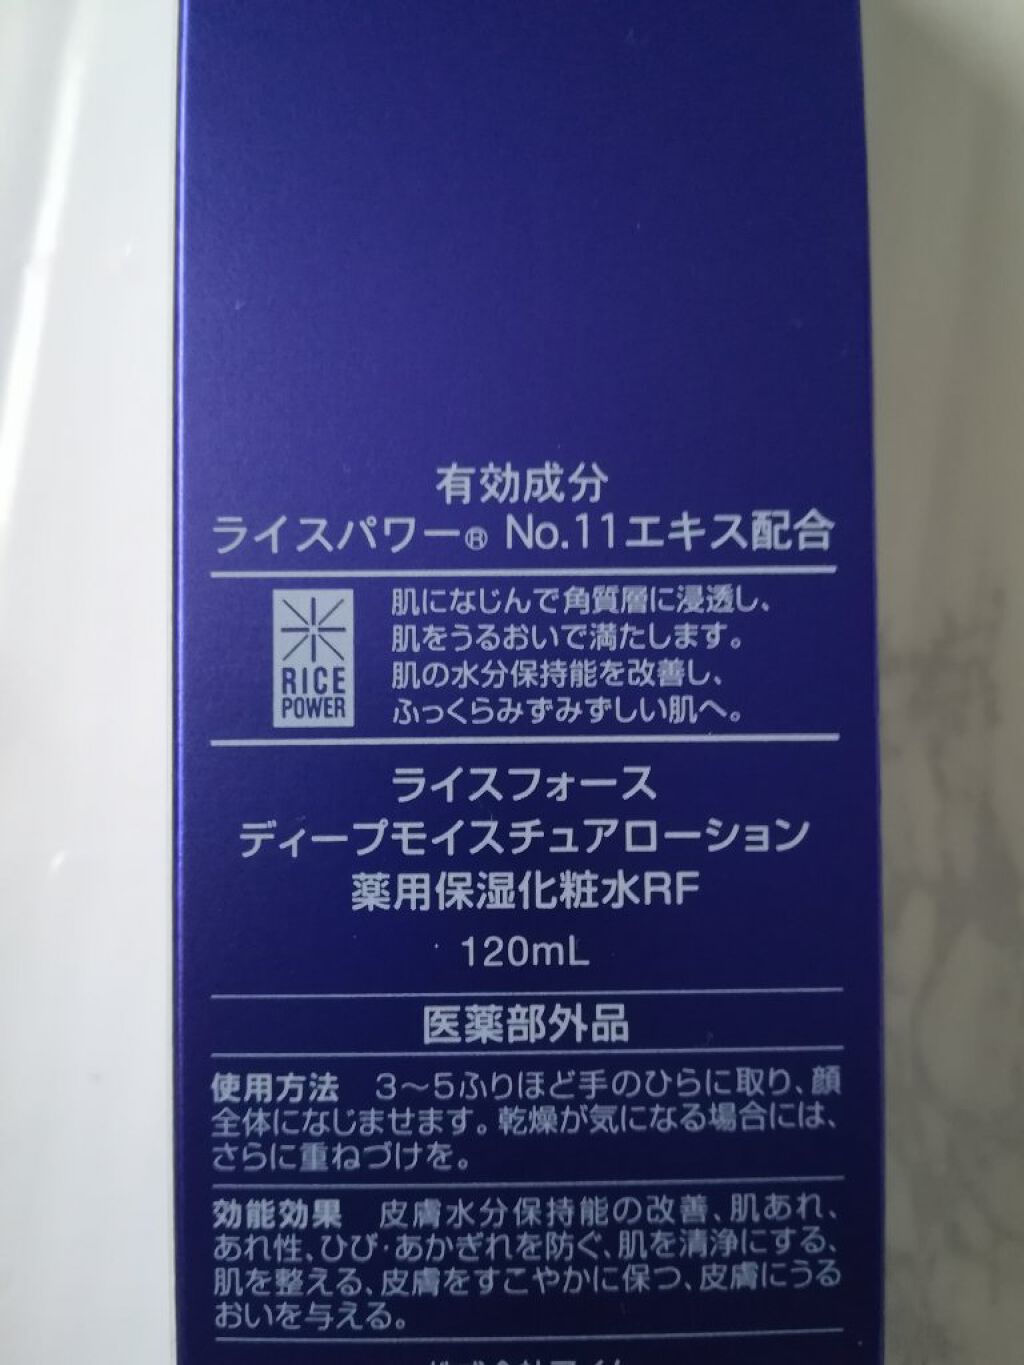 有効成分
ライスパワー® No.11エキス配合
肌になじんで角質層に浸透し、
肌をうるおいで満たします。
肌の水分保持能を改善し、
ふっくらみずみずしい肌へ。
RICE
POWER
ライスフォース
ディープモイスチュアローション
薬用保湿化粧水RF
120mL
医薬部外品
使用方法 3〜5ふりほど手のひらに取り、顔
全体になじませます。乾燥が気になる場合には、
さらに重ねづけを。
効能効果 皮膚水分保持能の改善、肌あれ、
あれ性、ひび・あかぎれを防ぐ、肌を清浄にする、
肌を整える、皮膚をすこやかに保つ、皮膚にうる
おいを与える。